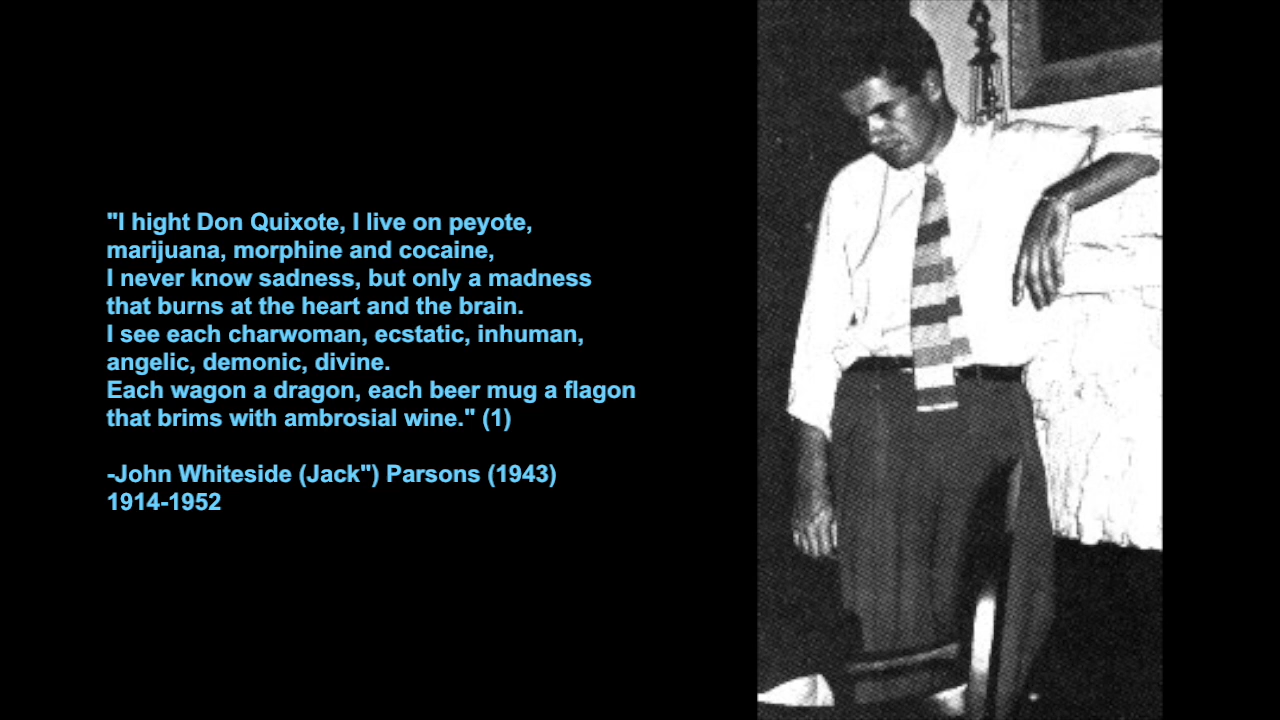 "I hight Don Quixote, I live on peyote,
marijuana, morphine and cocaine,
I never know sadness, but only a madness
that burns at the heart and the brain.
I see each charwoman, ecstatic, inhuman,
angelic, demonic, divine.
Each wagon a dragon, each beer mug a flagon
that brims with ambrosial wine." (1)
-John Whiteside (Jack") Parsons (1943)
1914-1952